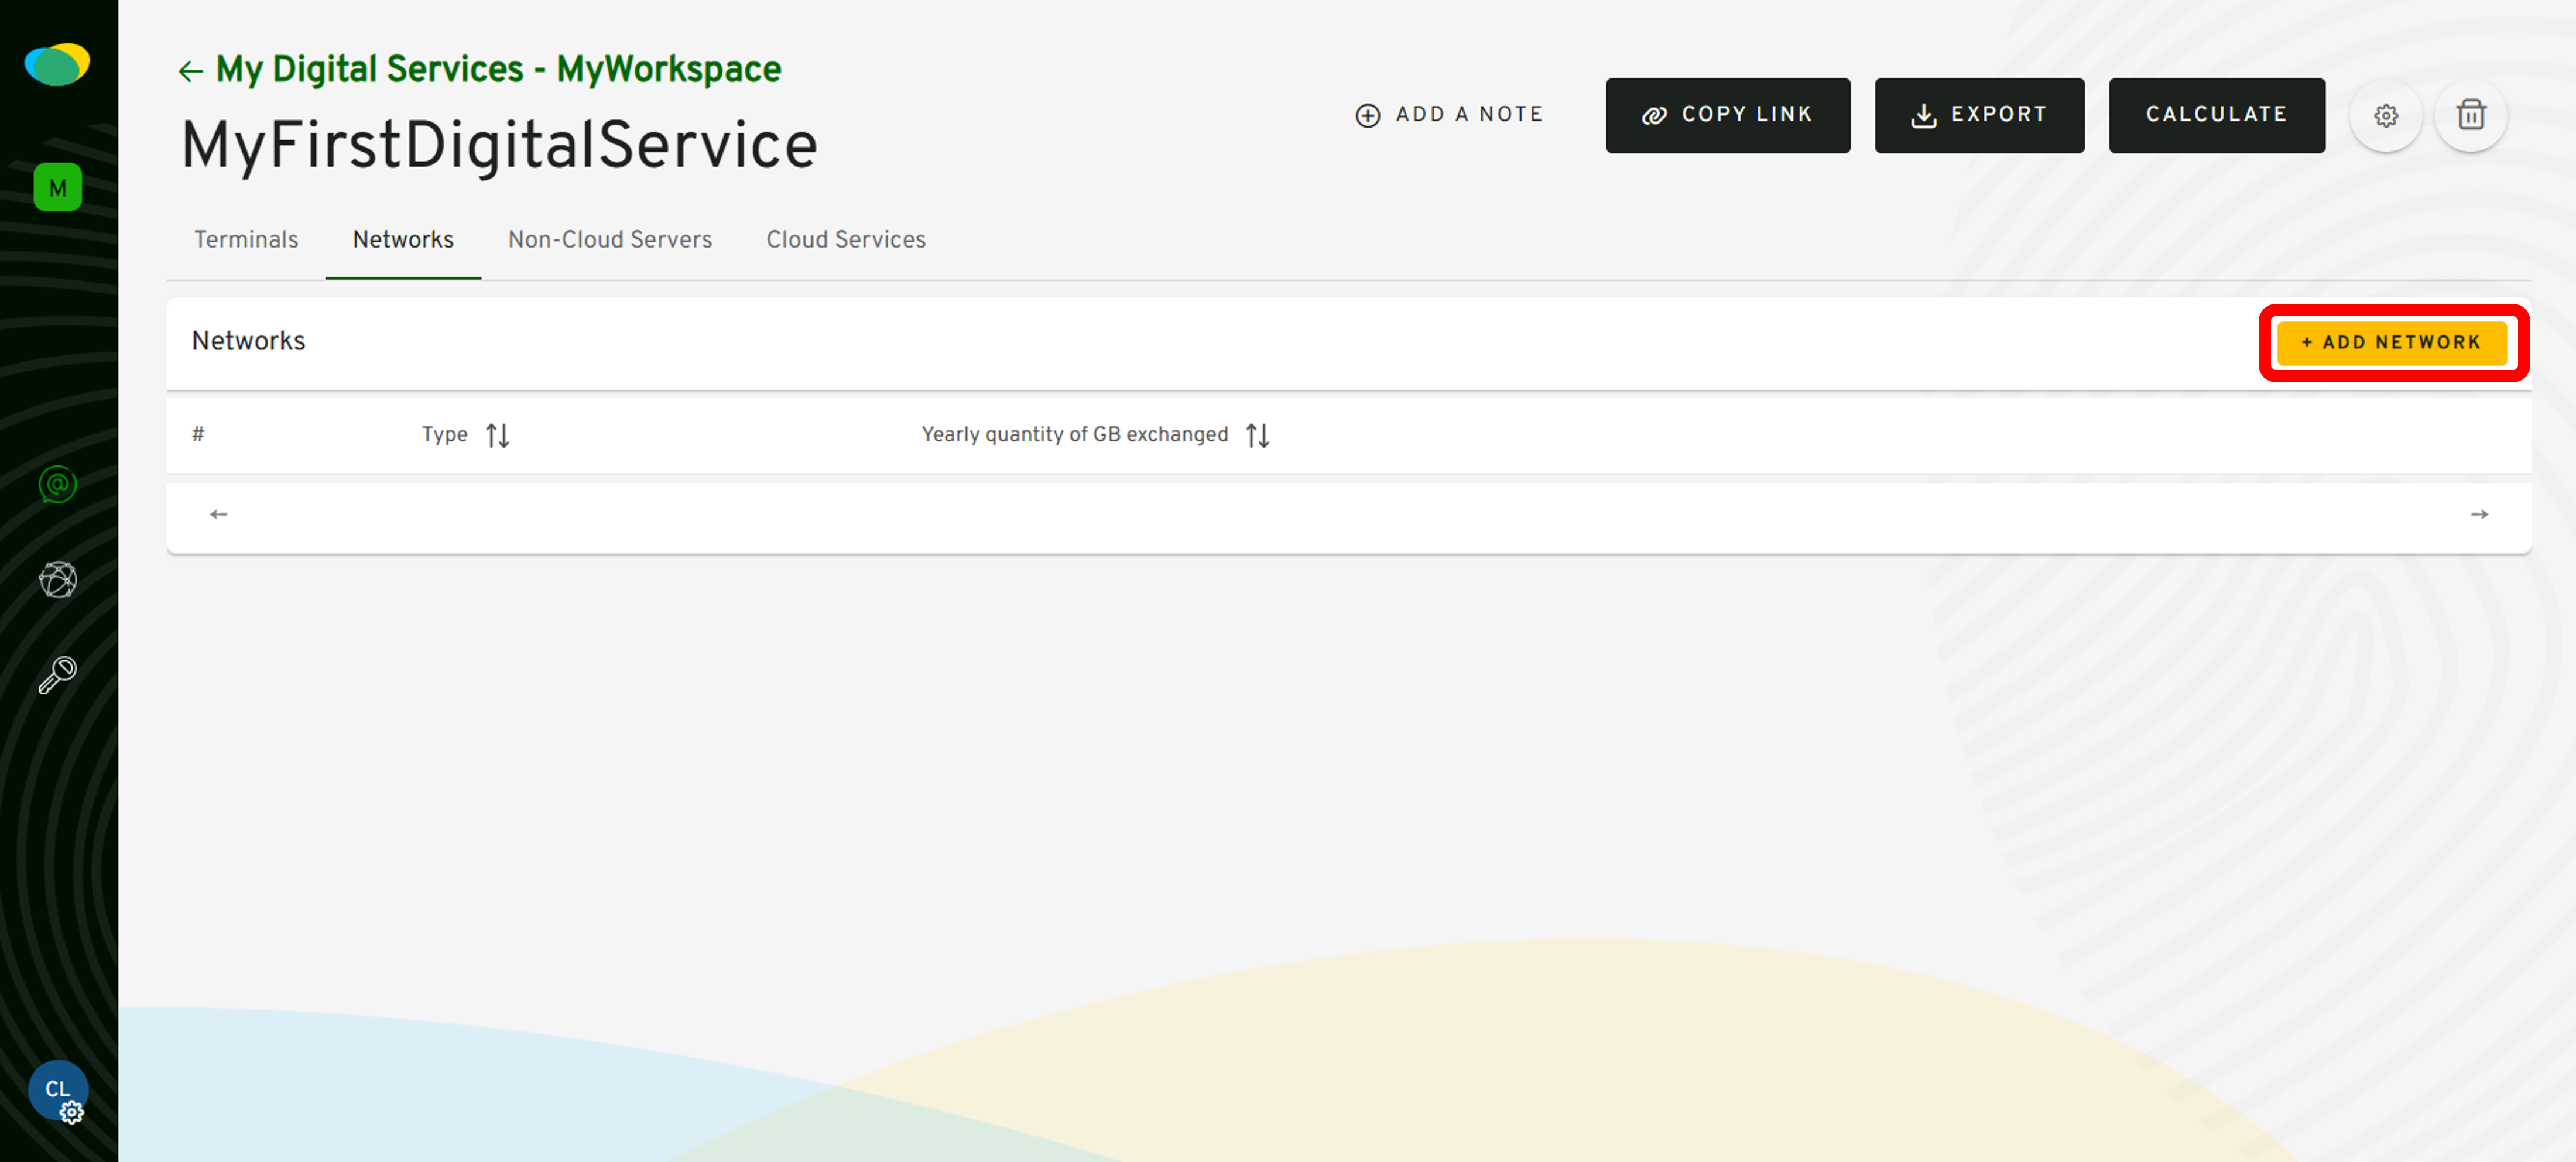 ← My Digital Services - MyWorkspace
MyFirstDigitalService
ADD A NOTE
COPY LINK
EXPORT
CALCULATE
M
Terminals
Networks
Non-Cloud Servers
Cloud Services
Networks
+ ADD NETWORK
#
Type
Yearly quantity of GB exchanged
CL